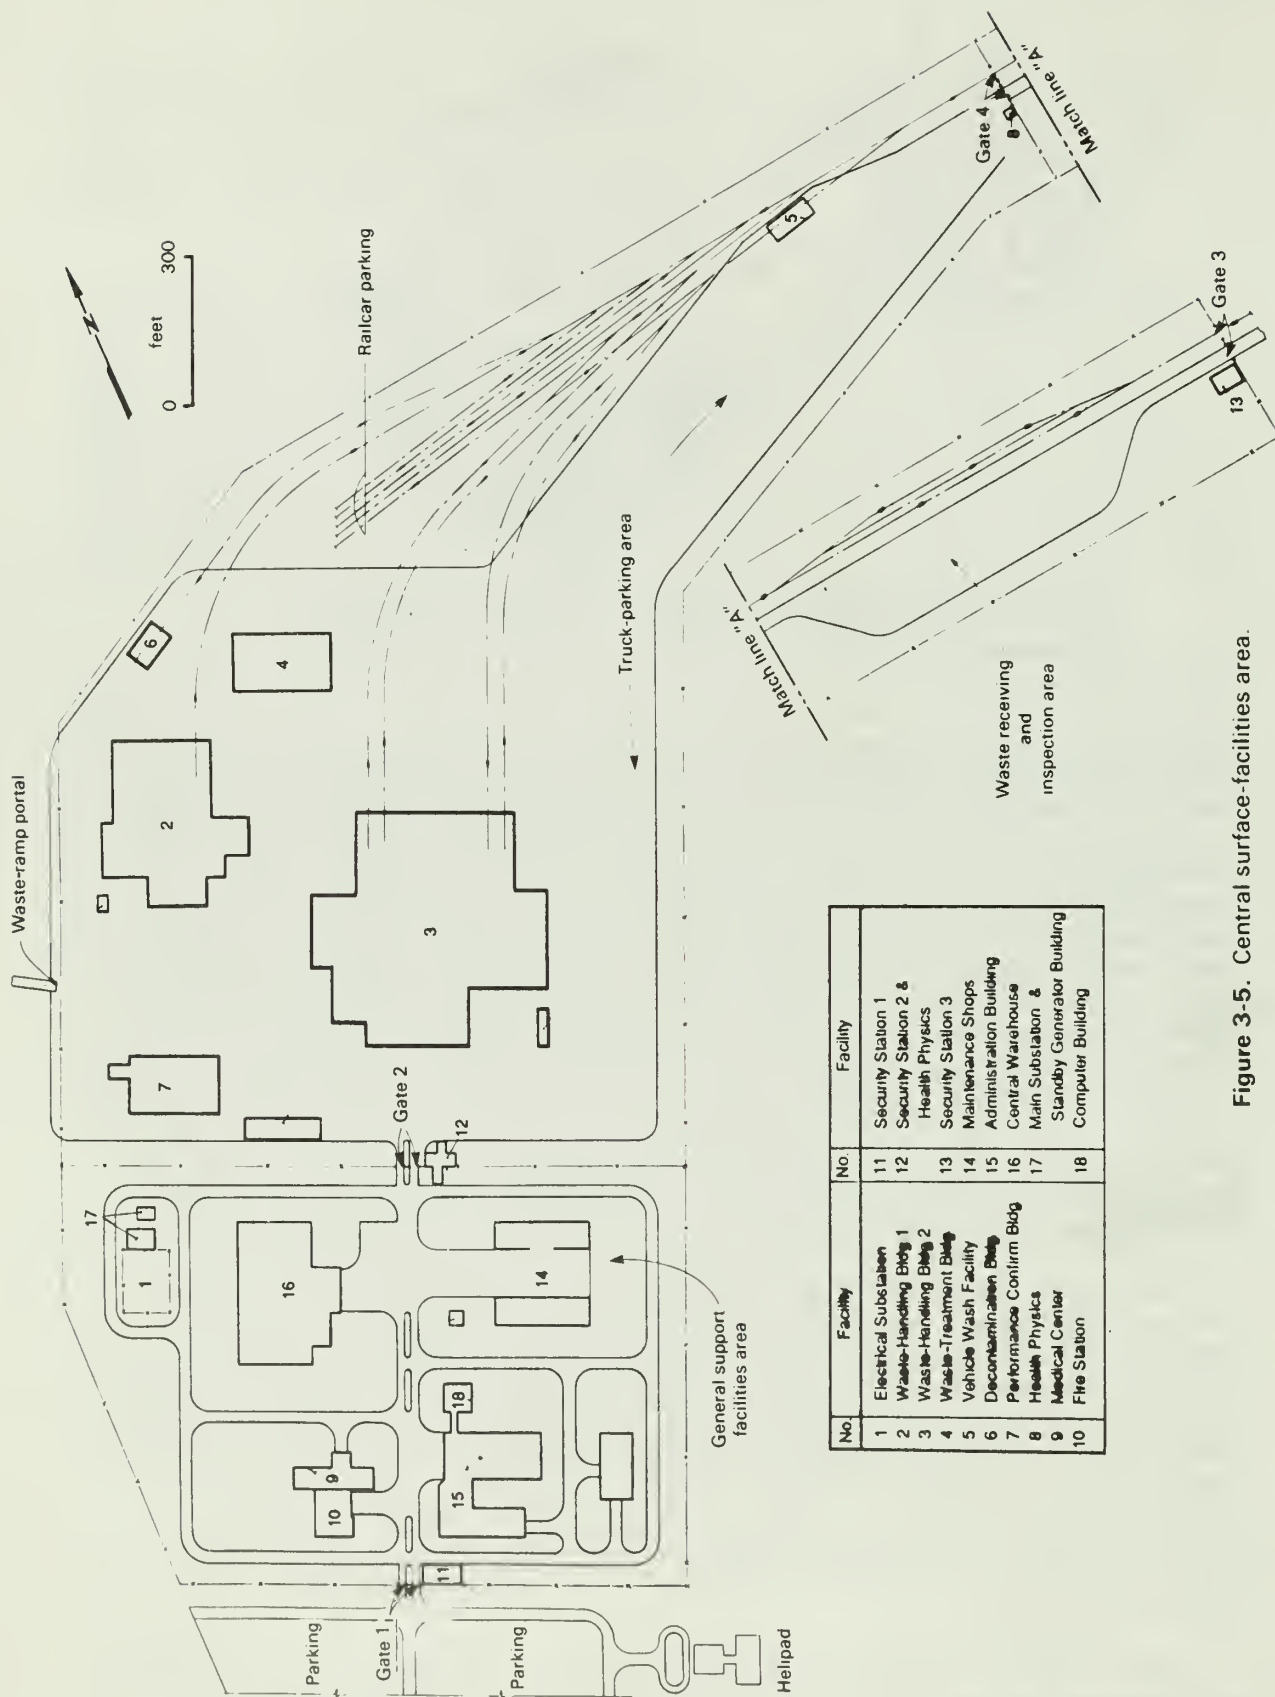 Waste-ramp portal
N
0 300
feet
Railcar parking
Truck-parking area
6
4
2
3
7
5
Gate 4
8
Match line "A"
Match line "A"
Gate 3
13
Waste receiving
and
inspection area
Gate 2
12
17
1
16
14
General support
facilities area
18
15
9
10
11
Gate 1
Parking
Parking
Helipad
No. Facility No. Facility
1 Electrical Substation 11 Security Station 1
2 Waste-Handling Bldg 1 12 Security Station 2 &
3 Waste-Handling Bldg 2 Health Physics
4 Waste-Treatment Bldg 13 Security Station 3
5 Vehicle Wash Facility 14 Maintenance Shops
6 Decontamination Bldg 15 Administration Building
7 Performance Confirm Bldg 16 Central Warehouse
8 Health Physics 17 Main Substation &
9 Medical Center Standby Generator Building
10 Fire Station 18 Computer Building
Figure 3-5. Central surface-facilities area.